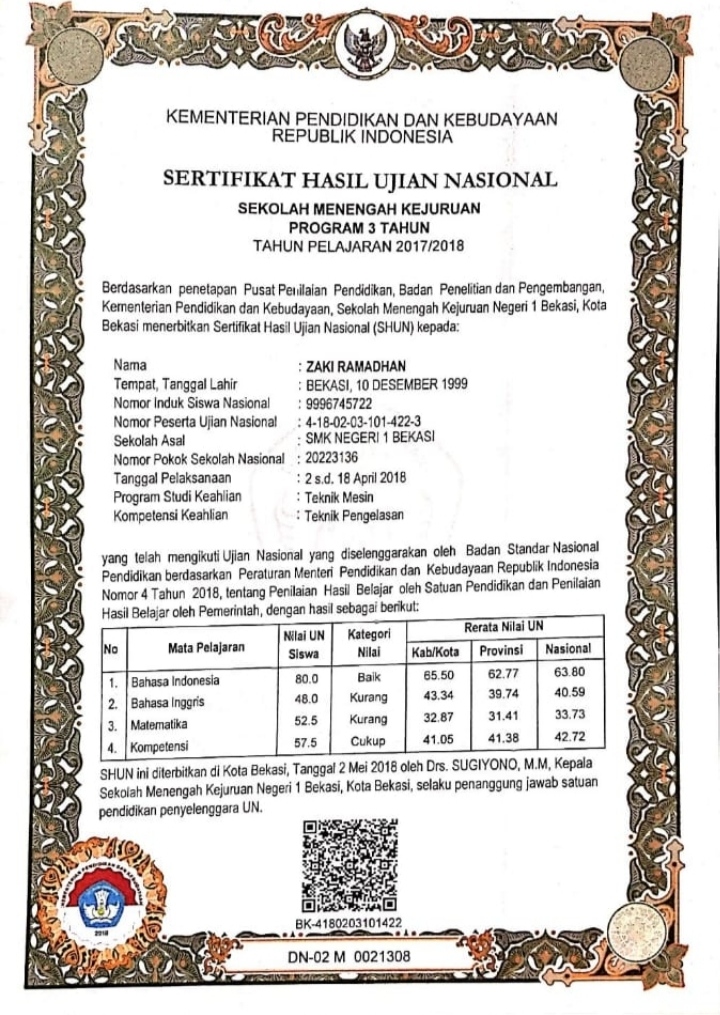 KEMENTERIAN PENDIDIKAN DAN KEBUDAYAAN
REPUBLIK INDONESIA
SERTIFIKAT HASIL UJIAN NASIONAL
SEKOLAH MENENGAH KEJURUAN
PROGRAM 3 TAHUN
TAHUN PELAJARAN 2017/2018
Berdasarkan penetapan Pusat Penilaian Pendidikan, Badan Penelitian dan Pengembangan,
Kementerian Pendidikan dan Kebudayaan, Sekolah Menengah Kejuruan Negeri 1 Bekasi, Kota
Bekasi menerbitkan Sertifikat Hasil Ujian Nasional (SHUN) kepada:
Nama : ZAKI RAMADHAN
Tempat, Tanggal Lahir : BEKASI, 10 DESEMBER 1999
Nomor Induk Siswa Nasional : 9996745722
Nomor Peserta Ujian Nasional : 4-18-02-03-101-422-3
Sekolah Asal : SMK NEGERI 1 BEKASI
Nomor Pokok Sekolah Nasional : 20223136
Tanggal Pelaksanaan : 2 s.d. 18 April 2018
Program Studi Keahlian : Teknik Mesin
Kompetensi Keahlian : Teknik Pengelasan
yang telah mengikuti Ujian Nasional yang diselenggarakan oleh Badan Standar Nasional
Pendidikan berdasarkan Peraturan Menteri Pendidikan dan Kebudayaan Republik Indonesia
Nomor 4 Tahun 2018, tentang Penilaian Hasil Belajar oleh Satuan Pendidikan dan Penilaian
Hasil Belajar oleh Pemerintah, dengan hasil sebagai berikut:
No Mata Pelajaran Nilai UN Siswa Kategori Nilai Rerata Nilai UN
Kab/Kota Provinsi Nasional
1. Bahasa Indonesia 80.0 Baik 65.50 62.77 63.80
2. Bahasa Inggris 48.0 Kurang 43.34 39.74 40.59
3. Matematika 52.5 Kurang 32.87 31.41 33.73
4. Kompetensi 57.5 Cukup 41.05 41.38 42.72
SHUN ini diterbitkan di Kota Bekasi, Tanggal 2 Mei 2018 oleh Drs. SUGIYONO, M.M, Kepala
Sekolah Menengah Kejuruan Negeri 1 Bekasi, Kota Bekasi, selaku penanggung jawab satuan
pendidikan penyelenggara UN.
KEMENTERIAN PENDIDIKAN DAN KEBUDAYAAN
2018
BK-4180203101422
DN-02 M 0021308